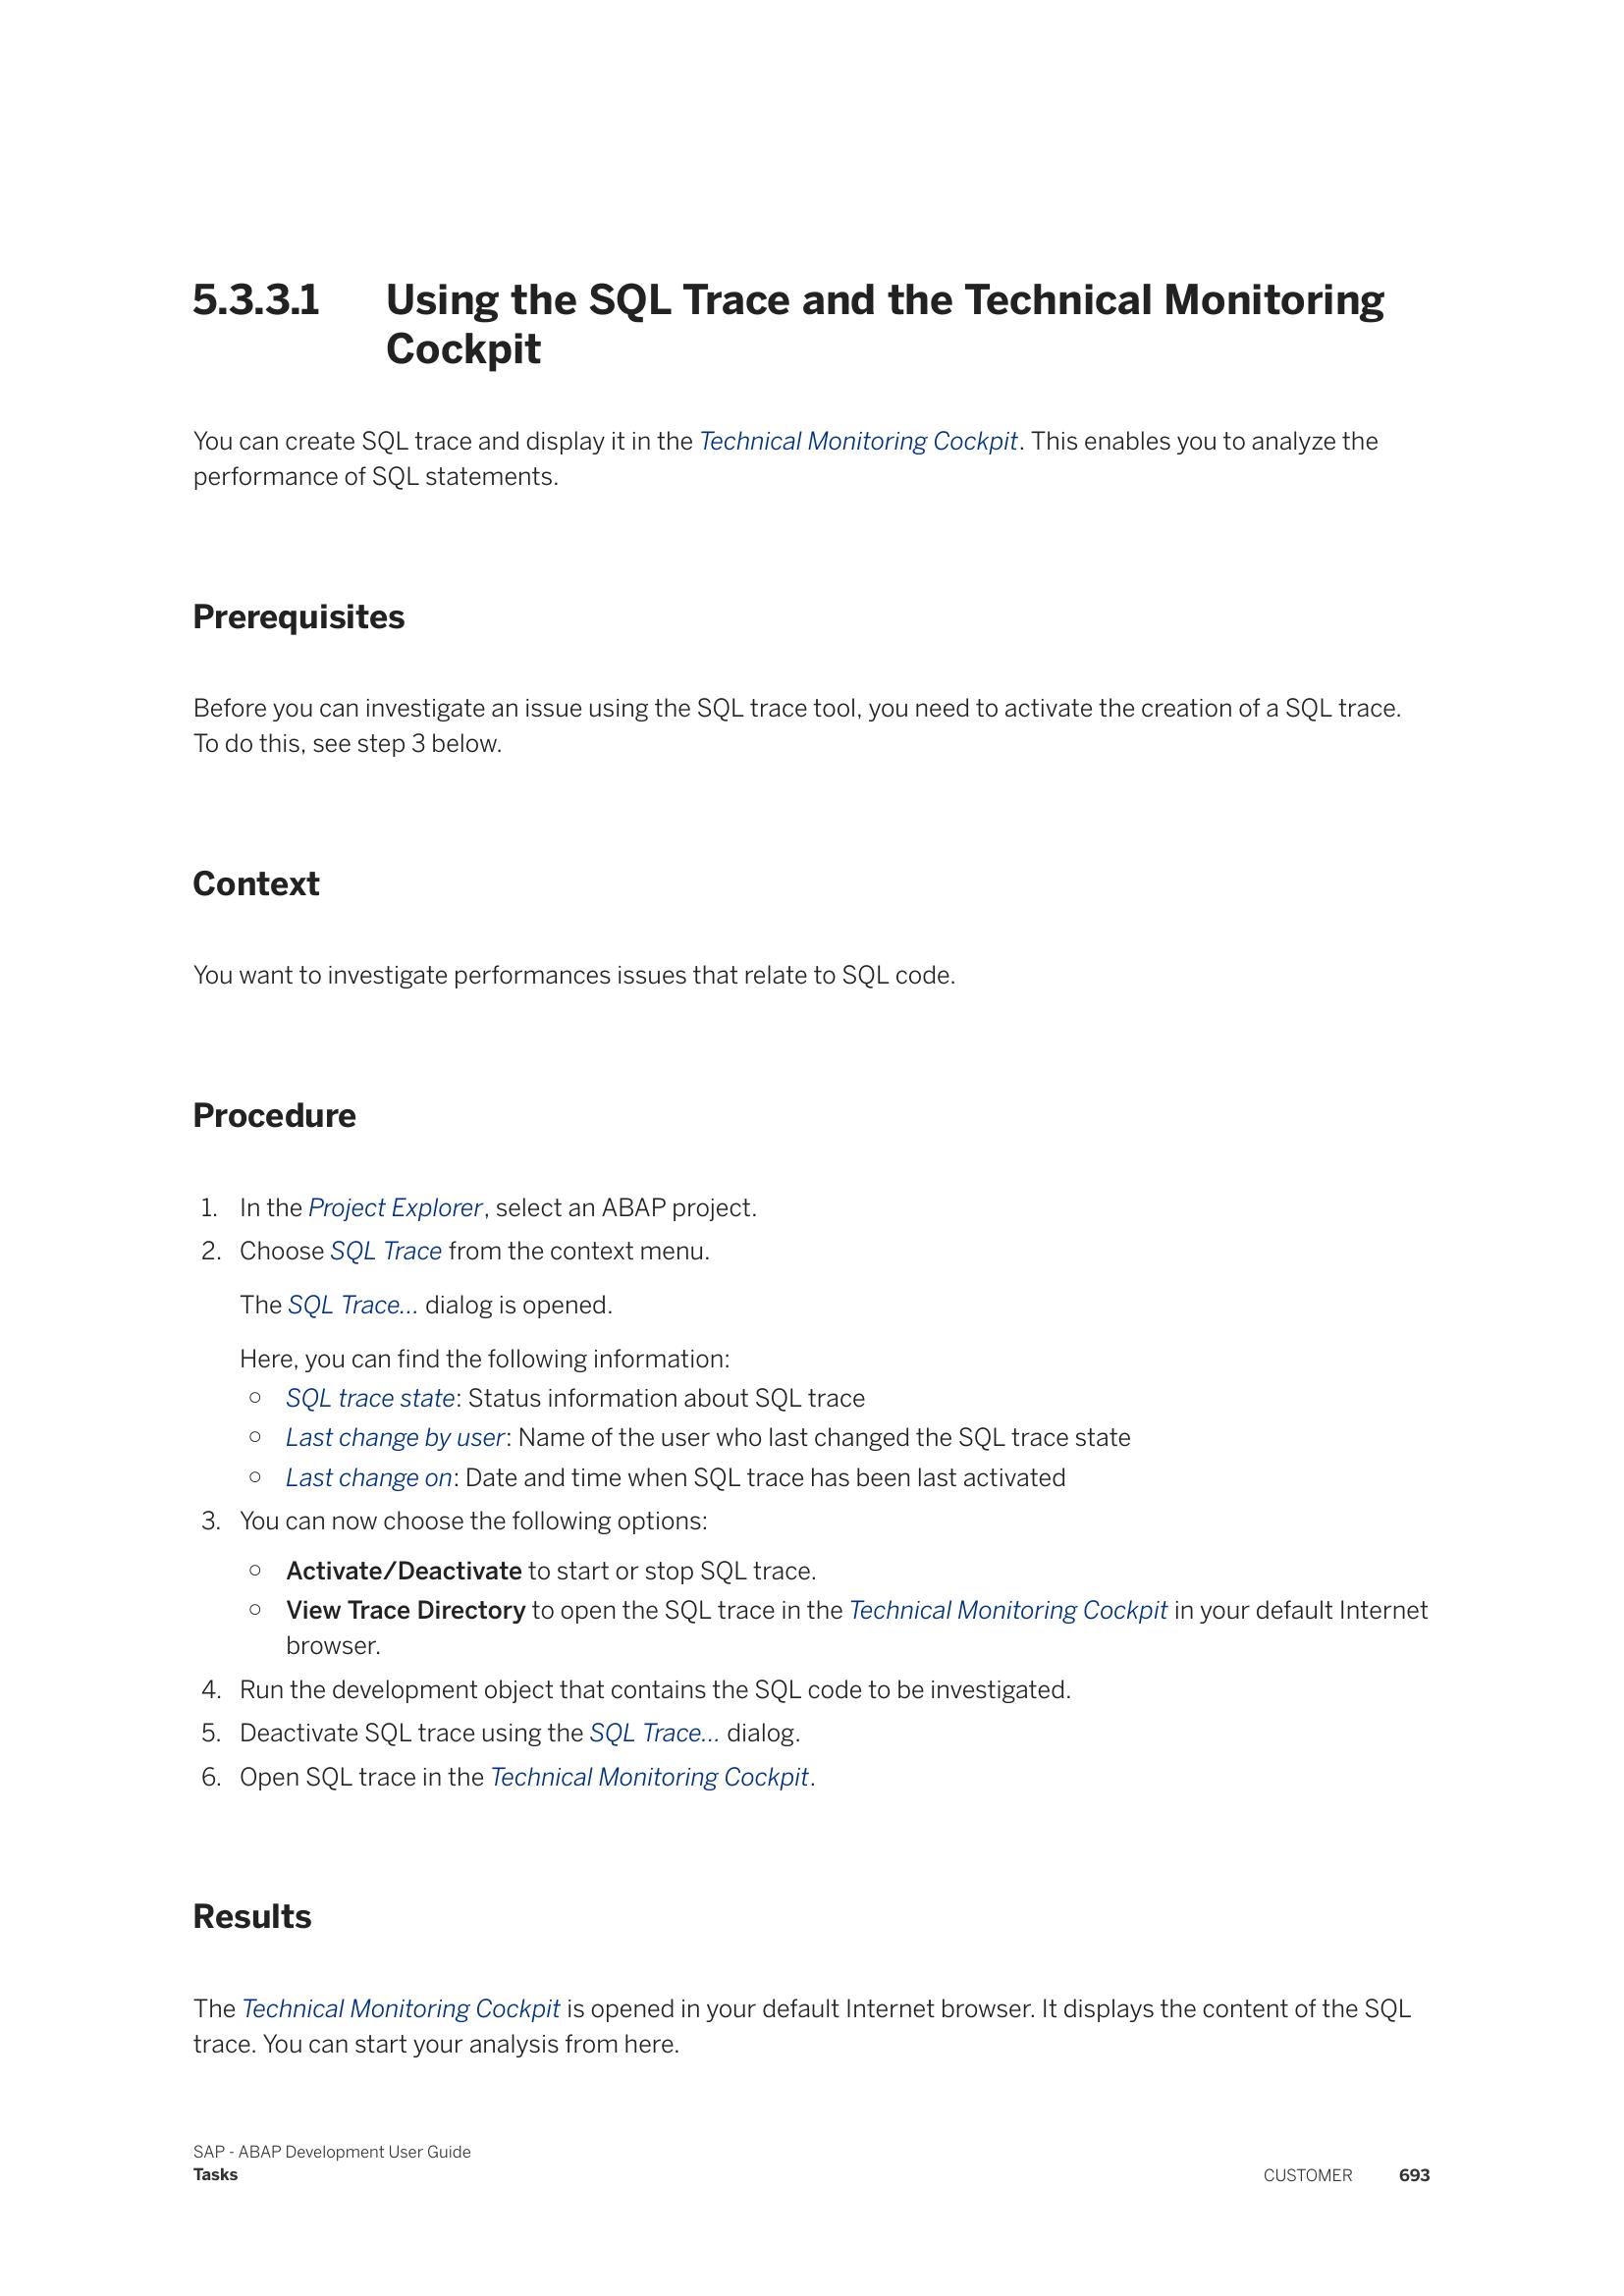 5.3.3.1 Using the SQL Trace and the Technical Monitoring
Cockpit
You can create SQL trace and display it in the Technical Monitoring Cockpit. This enables you to analyze the
performance of SQL statements.
Prerequisites
Before you can investigate an issue using the SQL trace tool, you need to activate the creation of a SQL trace.
To do this, see step 3 below.
Context
You want to investigate performances issues that relate to SQL code.
Procedure
1. In the Project Explorer, select an ABAP project.
2. Choose SQL Trace from the context menu.
The SQL Trace... dialog is opened.
Here, you can find the following information:
○ SQL trace state: Status information about SQL trace
○ Last change by user: Name of the user who last changed the SQL trace state
○ Last change on: Date and time when SQL trace has been last activated
3. You can now choose the following options:
○ Activate/Deactivate to start or stop SQL trace.
○ View Trace Directory to open the SQL trace in the Technical Monitoring Cockpit in your default Internet
browser.
4. Run the development object that contains the SQL code to be investigated.
5. Deactivate SQL trace using the SQL Trace... dialog.
6. Open SQL trace in the Technical Monitoring Cockpit.
Results
The Technical Monitoring Cockpit is opened in your default Internet browser. It displays the content of the SQL
trace. You can start your analysis from here.
SAP - ABAP Development User Guide
Tasks
CUSTOMER 693